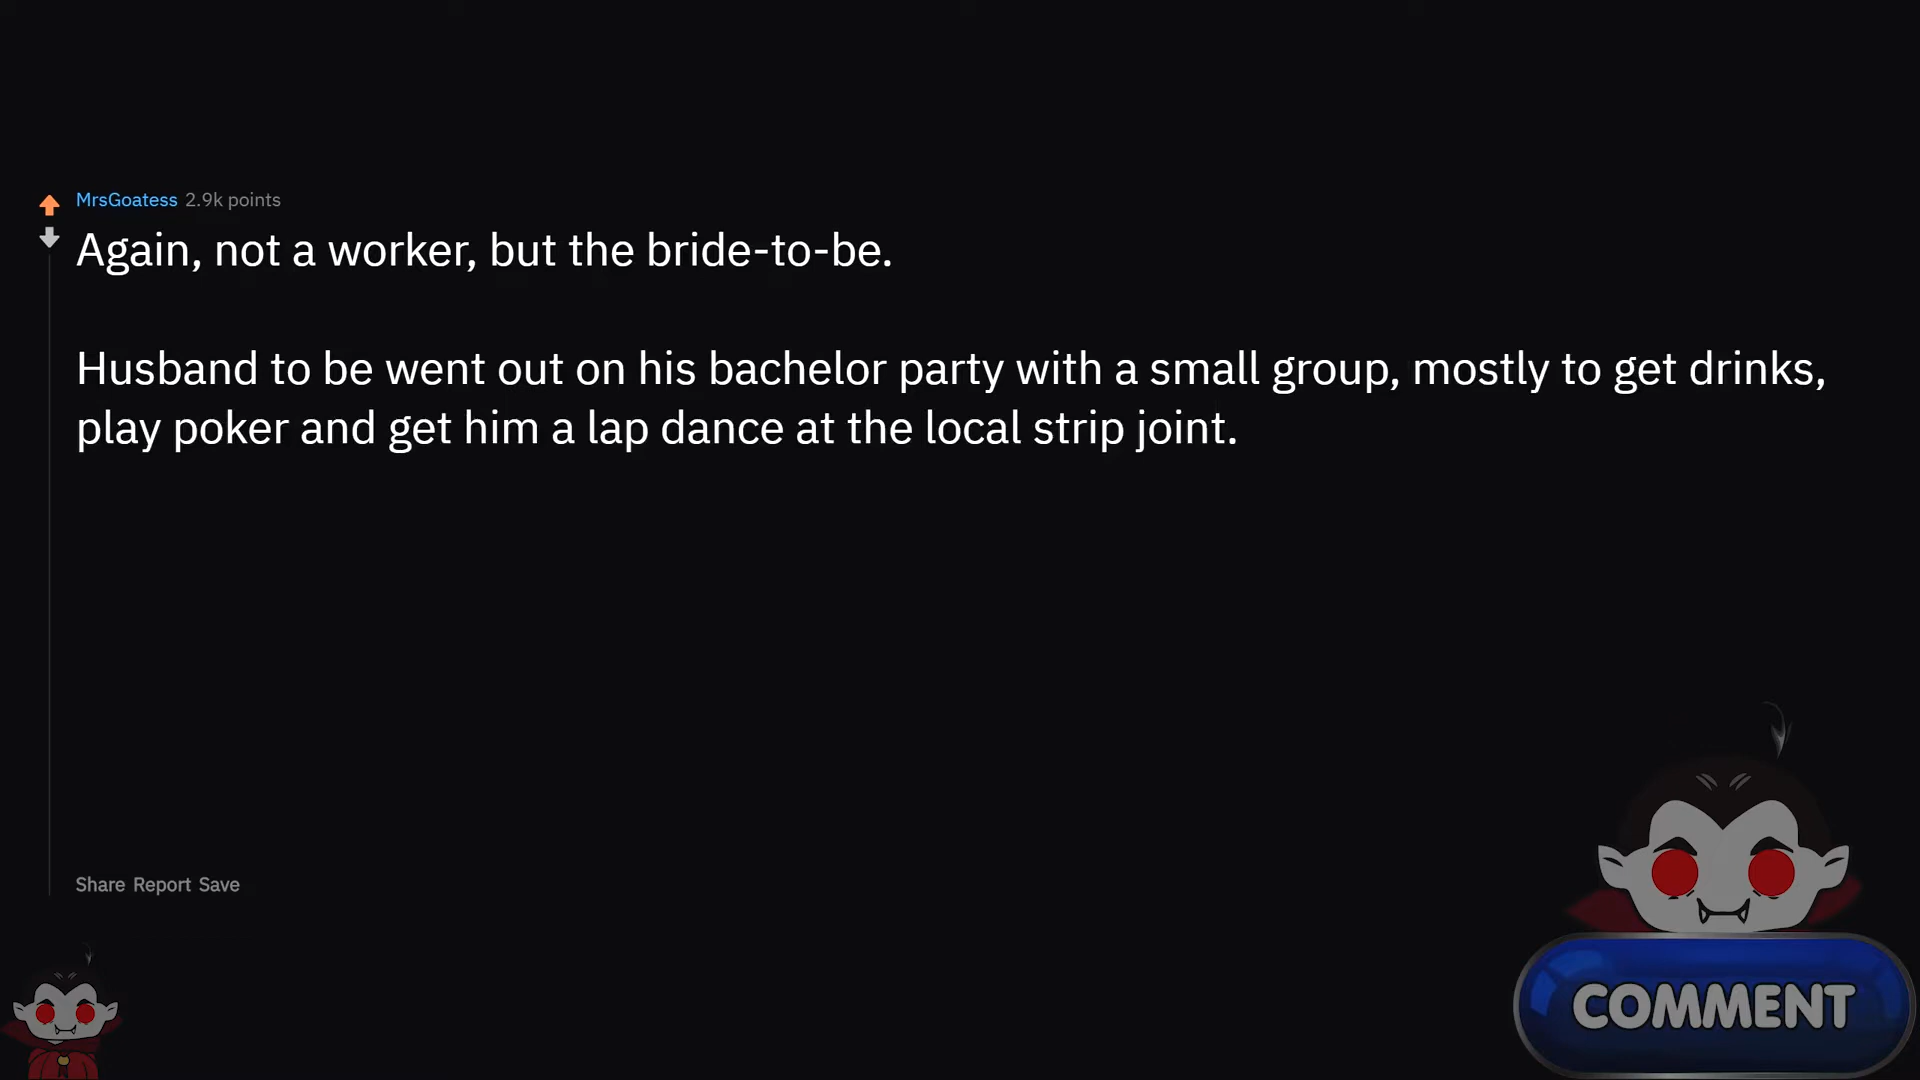 MrsGoatess 2.9k points
Again, not a worker, but the bride-to-be.
Husband to be went out on his bachelor party with a small group, mostly to get drinks,
play poker and get him a lap dance at the local strip joint.
Share Report Save
COMMENT